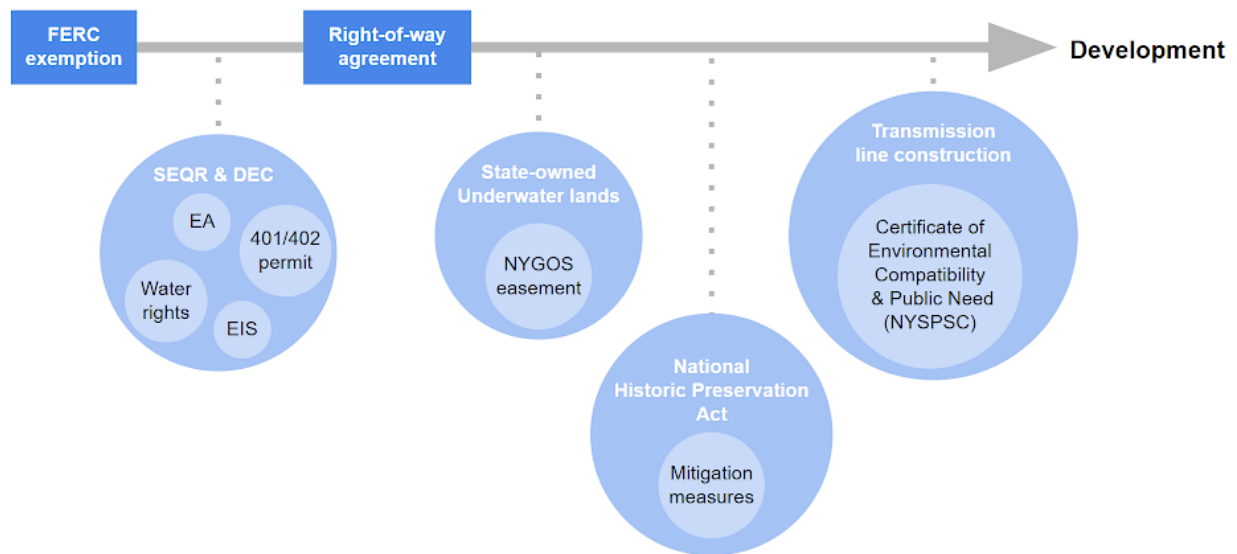 FERC
exemption
Right-of-way
agreement
Development
SEQR & DEC
EA
401/402
permit
Water
rights
EIS
State-owned
Underwater lands
NYGOS
easement
National
Historic Preservation
Act
Mitigation
measures
Transmission
line construction
Certificate of
Environmental
Compatibility
& Public Need
(NYSPSC)